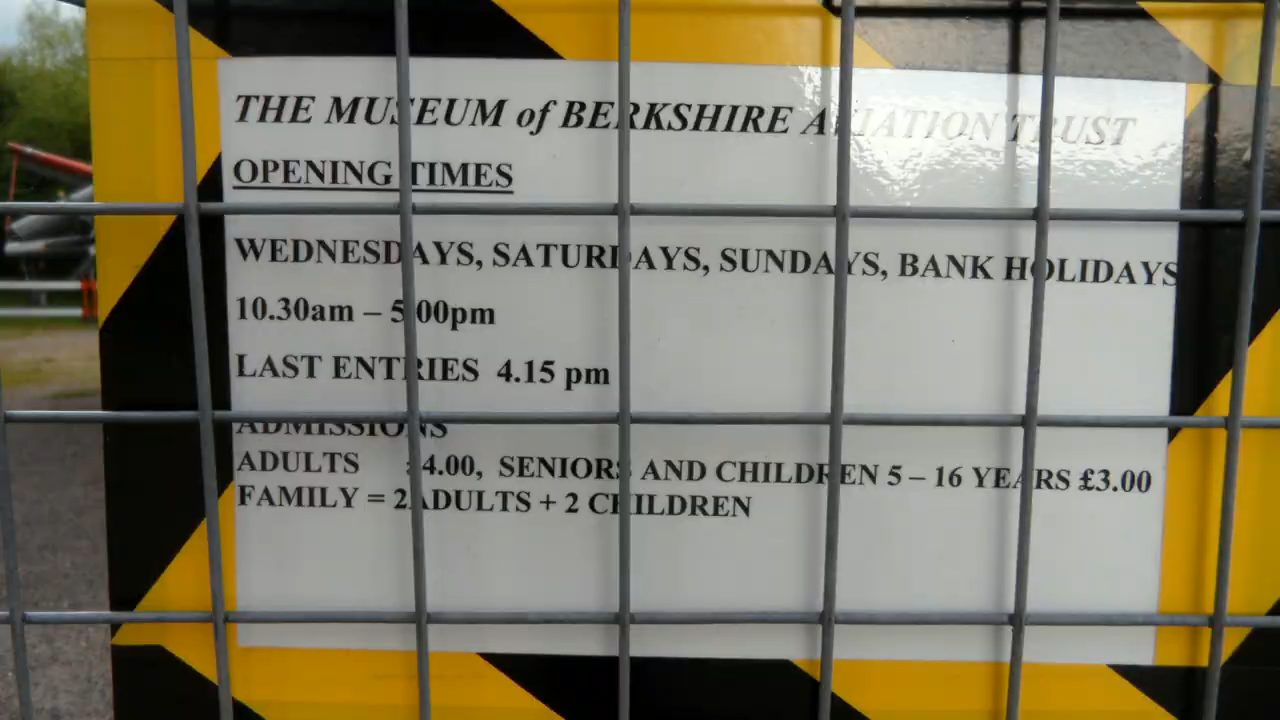 THE MUSEUM of BERKSHIRE AVIATION TRUST
OPENING TIMES
WEDNESDAYS, SATURDAYS, SUNDAYS, BANK HOLIDAYS
10.30am – 5.00pm
LAST ENTRIES 4.15 pm
ADMISSIONS
ADULTS £4.00, SENIORS AND CHILDREN 5 – 16 YEARS £3.00
FAMILY = 2 ADULTS + 2 CHILDREN